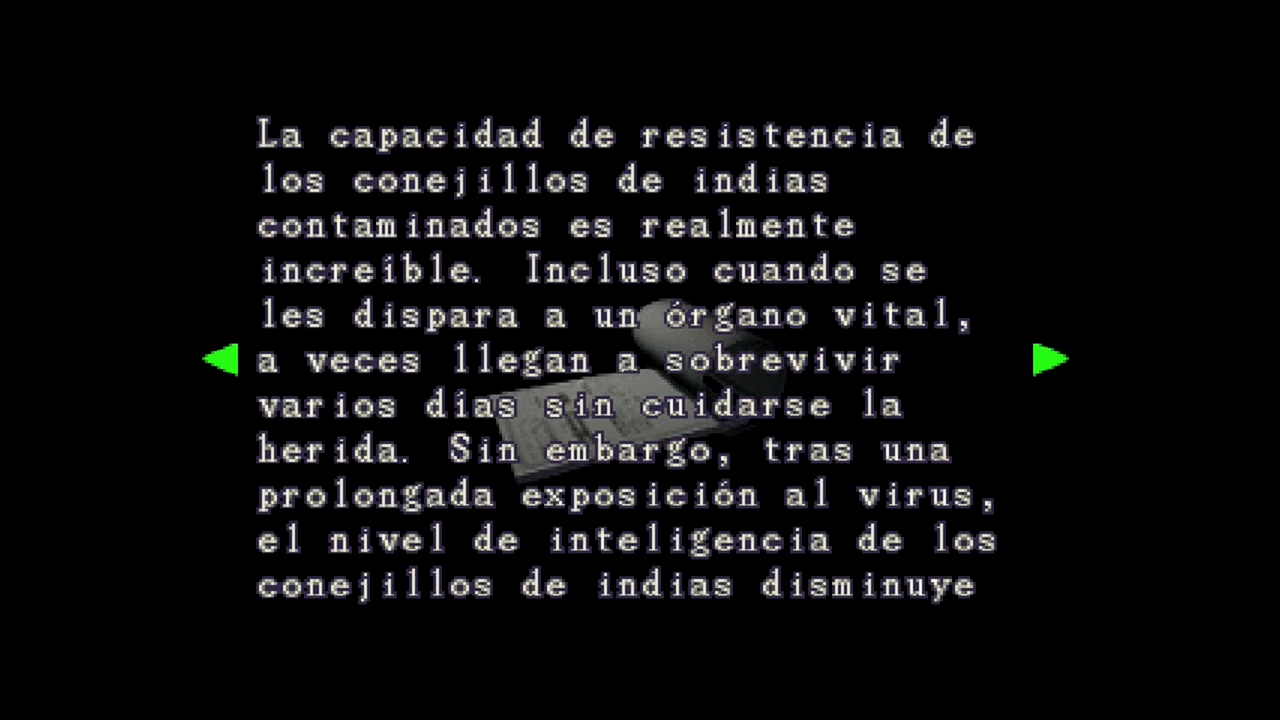 La capacidad de resistencia de
los conejillos de indias
contaminados es realmente
increible. Incluso cuando se
les dispara a un órgano vital,
a veces llegan a sobrevivir
varios días sin cuidarse la
herida. Sin embargo, tras una
prolongada exposición al virus,
el nivel de inteligencia de los
conejillos de indias disminuye